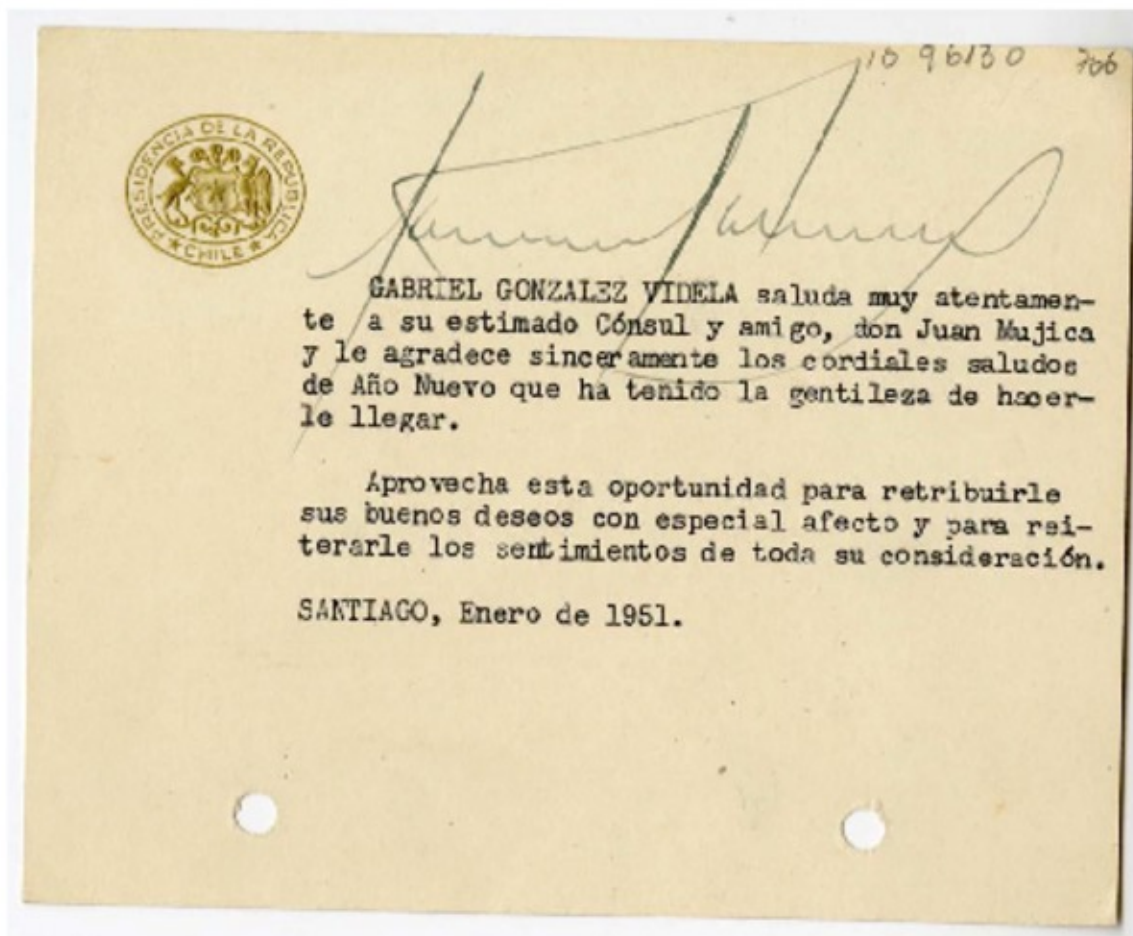 10 96130 706
PRESIDENCIA DE LA REPUBLICA
★ CHILE ★
GABRIEL GONZALEZ VIDELA saluda muy atentamen-
te a su estimado Cónsul y amigo, don Juan Mujica
y le agradece sinceramente los cordiales saludos
de Año Nuevo que ha tenido la gentileza de hacer-
le llegar.
Aprovecha esta oportunidad para retribuirle
sus buenos deseos con especial afecto y para rei-
terarle los sentimientos de toda su consideración.
SANTIAGO, Enero de 1951.